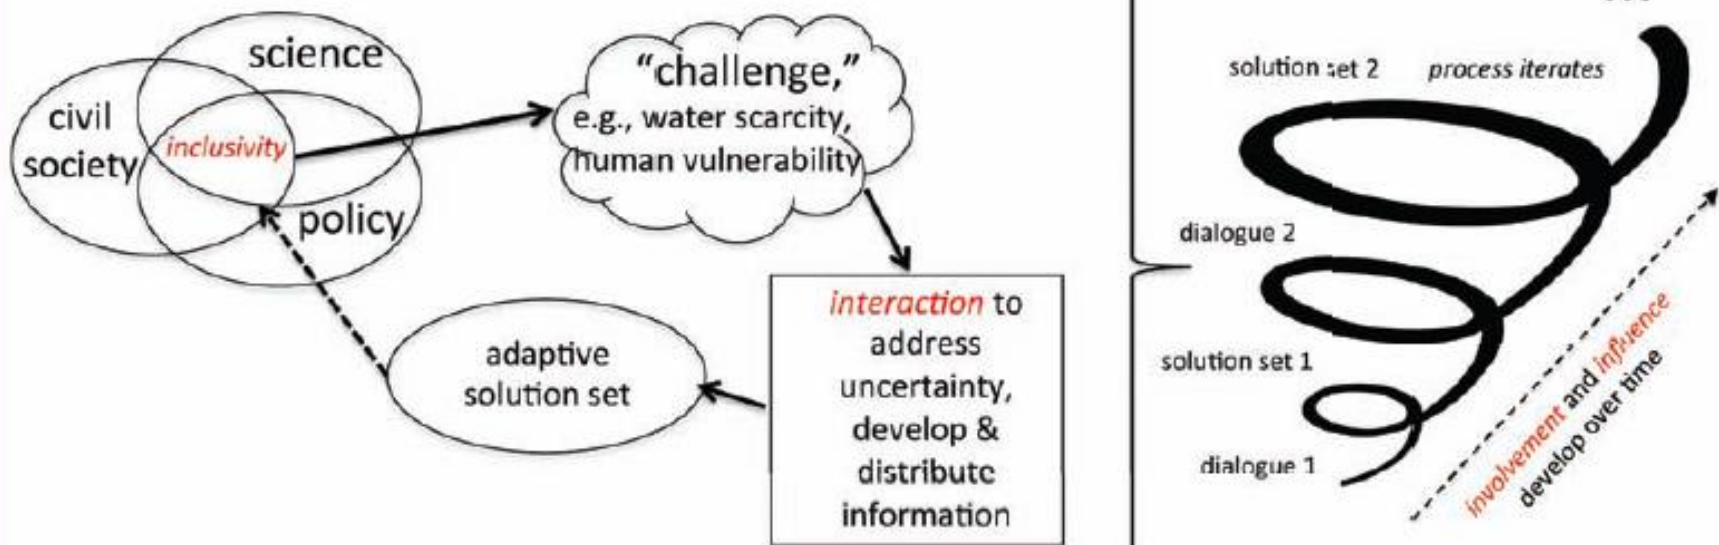 science
civil
society
inclusivity
policy
“challenge,”
e.g., water scarcity,
human vulnerability
interaction to
address
uncertainty,
develop &
distribute
information
adaptive
solution set
solution set 2
process iterates
dialogue 2
solution set 1
dialogue 1
involvement and influence
develop over time